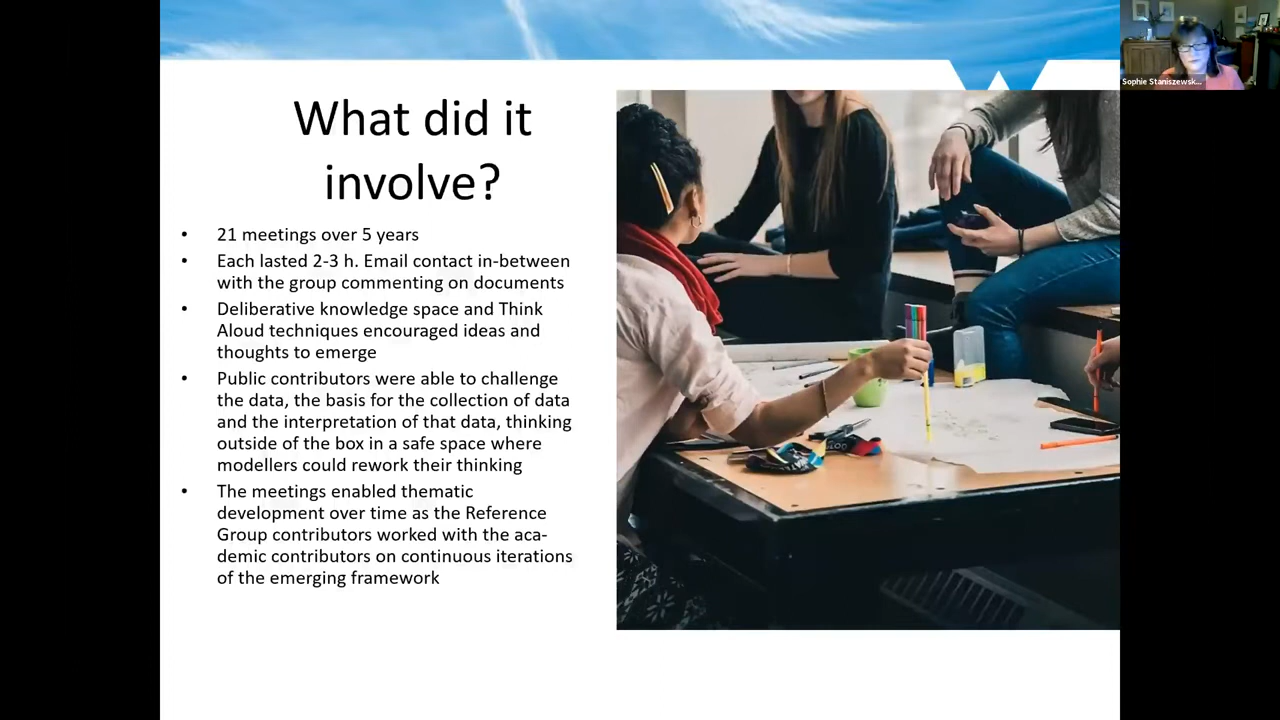 Sophie Staniszewsk...
What did it
involve?
• 21 meetings over 5 years
• Each lasted 2-3 h. Email contact in-between
with the group commenting on documents
• Deliberative knowledge space and Think
Aloud techniques encouraged ideas and
thoughts to emerge
• Public contributors were able to challenge
the data, the basis for the collection of data
and the interpretation of that data, thinking
outside of the box in a safe space where
modellers could rework their thinking
• The meetings enabled thematic
development over time as the Reference
Group contributors worked with the aca-
demic contributors on continuous iterations
of the emerging framework